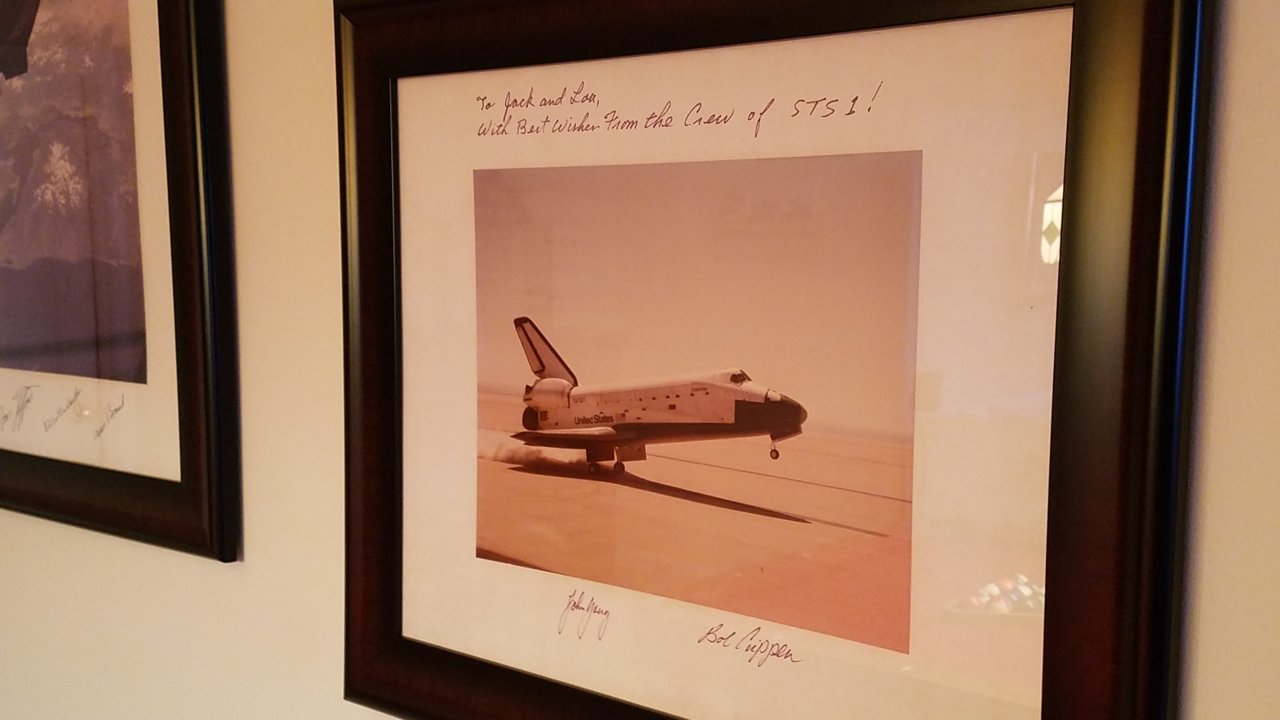 To Jack and Lou,
With Best Wishes From the Crew of STS 1!
United States
John Young
Bob Crippen